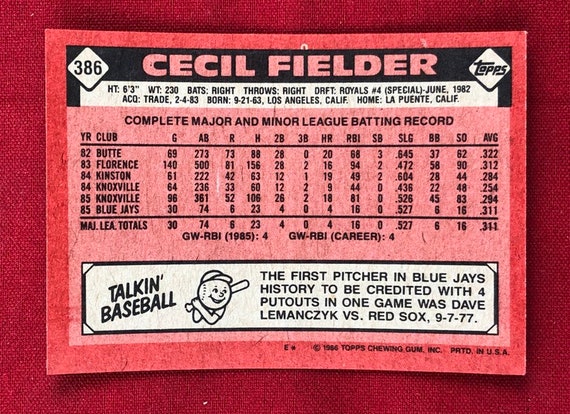 386 CECIL FIELDER topps
HT: 6'3" WT: 230 BATS: RIGHT THROWS: RIGHT DRFT: ROYALS #4 (SPECIAL)-JUNE, 1982
ACQ: TRADE, 2-4-83 BORN: 9-21-63, LOS ANGELES, CALIF. HOME: LA PUENTE, CALIF.
COMPLETE MAJOR AND MINOR LEAGUE BATTING RECORD
YR CLUB G AB R H 2B 3B HR RBI SB SLG BB SO AVG
82 BUTTE 69 273 73 88 28 0 20 68 3 .645 37 62 .322
83 FLORENCE 140 500 81 156 28 2 16 94 2 .472 58 90 .312
84 KINSTON 61 222 42 63 12 1 19 49 2 .604 28 44 .284
84 KNOXVILLE 64 236 33 60 12 2 9 44 0 .436 22 48 .254
85 KNOXVILLE 96 361 52 106 26 2 18 81 0 .526 45 83 .294
85 BLUE JAYS 30 74 6 23 4 0 4 16 0 .527 6 16 .311
MAJ. LEA. TOTALS 30 74 6 23 4 0 4 16 0 .527 6 16 .311
GW-RBI (1985): 4 GW-RBI (CAREER): 4
TALKIN'
BASEBALL
THE FIRST PITCHER IN BLUE JAYS
HISTORY TO BE CREDITED WITH 4
PUTOUTS IN ONE GAME WAS DAVE
LEMANCZYK VS. RED SOX, 9-7-77.
E* © 1986 TOPPS CHEWING GUM, INC. PRTD. IN U.S.A.